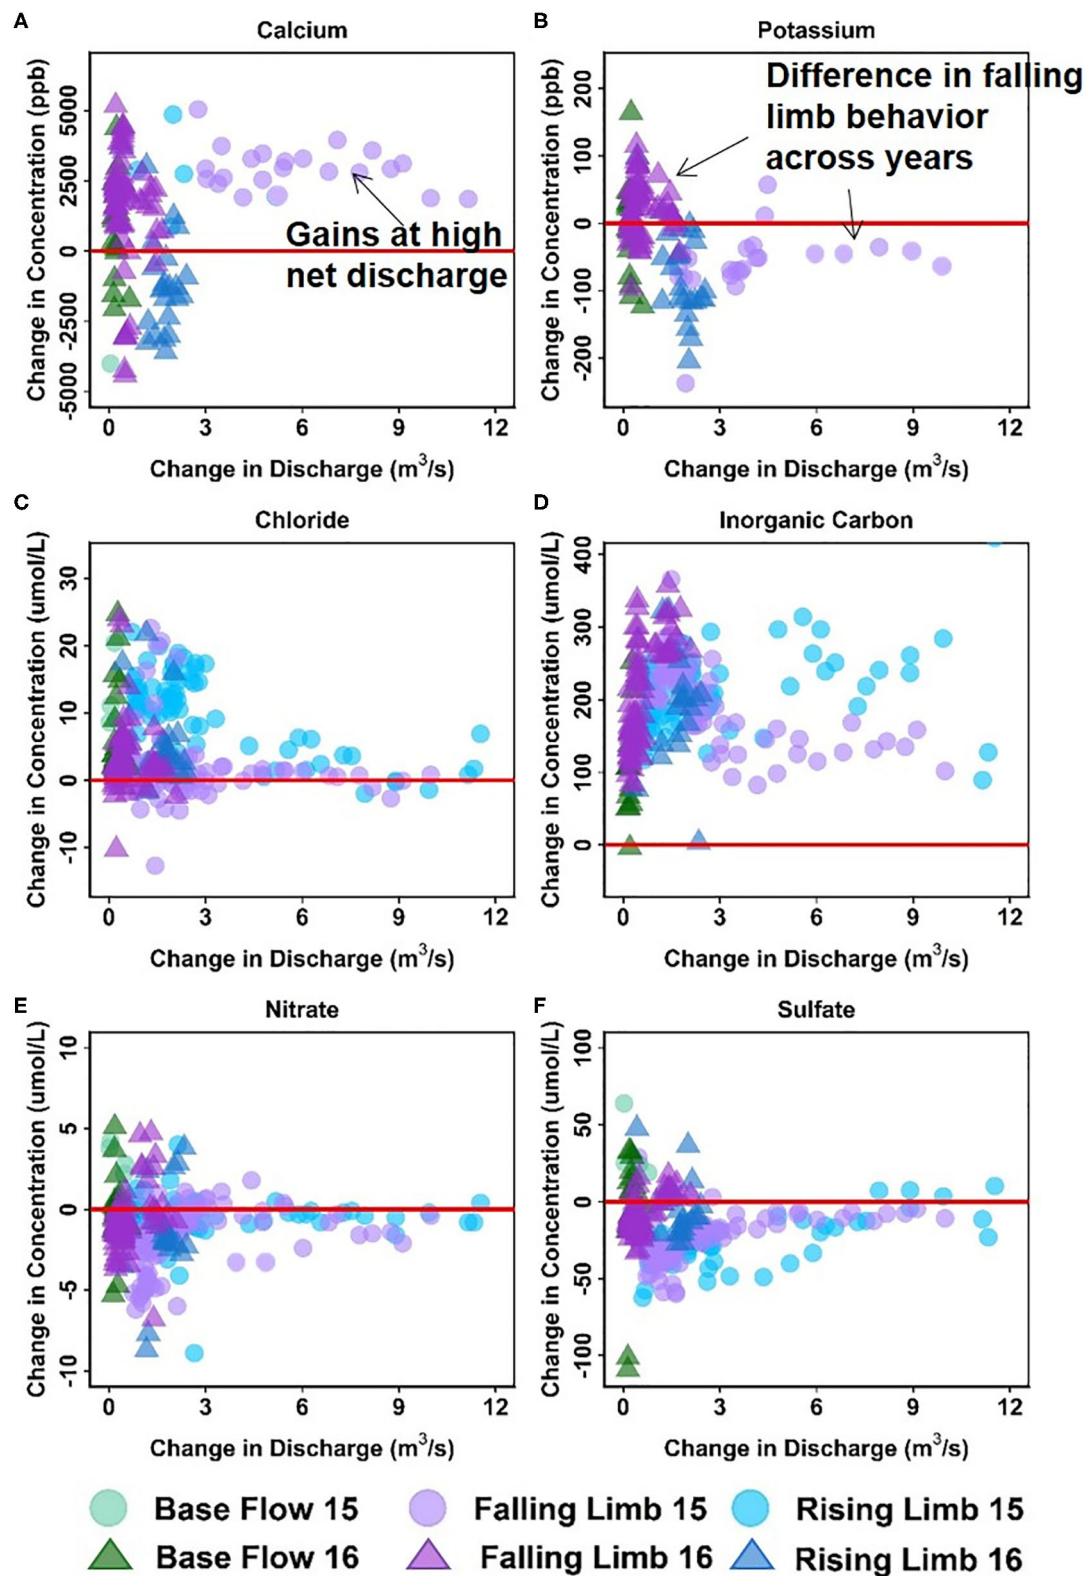 A
Calcium
Change in Concentration (ppb)
5000
2500
0
-2500
-5000
Gains at high
net discharge
0 3 6 9 12
Change in Discharge (m³/s)
B
Potassium
Change in Concentration (ppb)
200
100
0
-100
-200
Difference in falling
limb behavior
across years
0 3 6 9 12
Change in Discharge (m³/s)
C
Chloride
Change in Concentration (umol/L)
30
20
10
0
-10
0 3 6 9 12
Change in Discharge (m³/s)
D
Inorganic Carbon
Change in Concentration (umol/L)
400
300
200
100
0
0 3 6 9 12
Change in Discharge (m³/s)
E
Nitrate
Change in Concentration (umol/L)
10
5
0
-5
-10
0 3 6 9 12
Change in Discharge (m³/s)
F
Sulfate
Change in Concentration (umol/L)
100
50
0
-50
-100
0 3 6 9 12
Change in Discharge (m³/s)
Base Flow 15 Falling Limb 15 Rising Limb 15
Base Flow 16 Falling Limb 16 Rising Limb 16